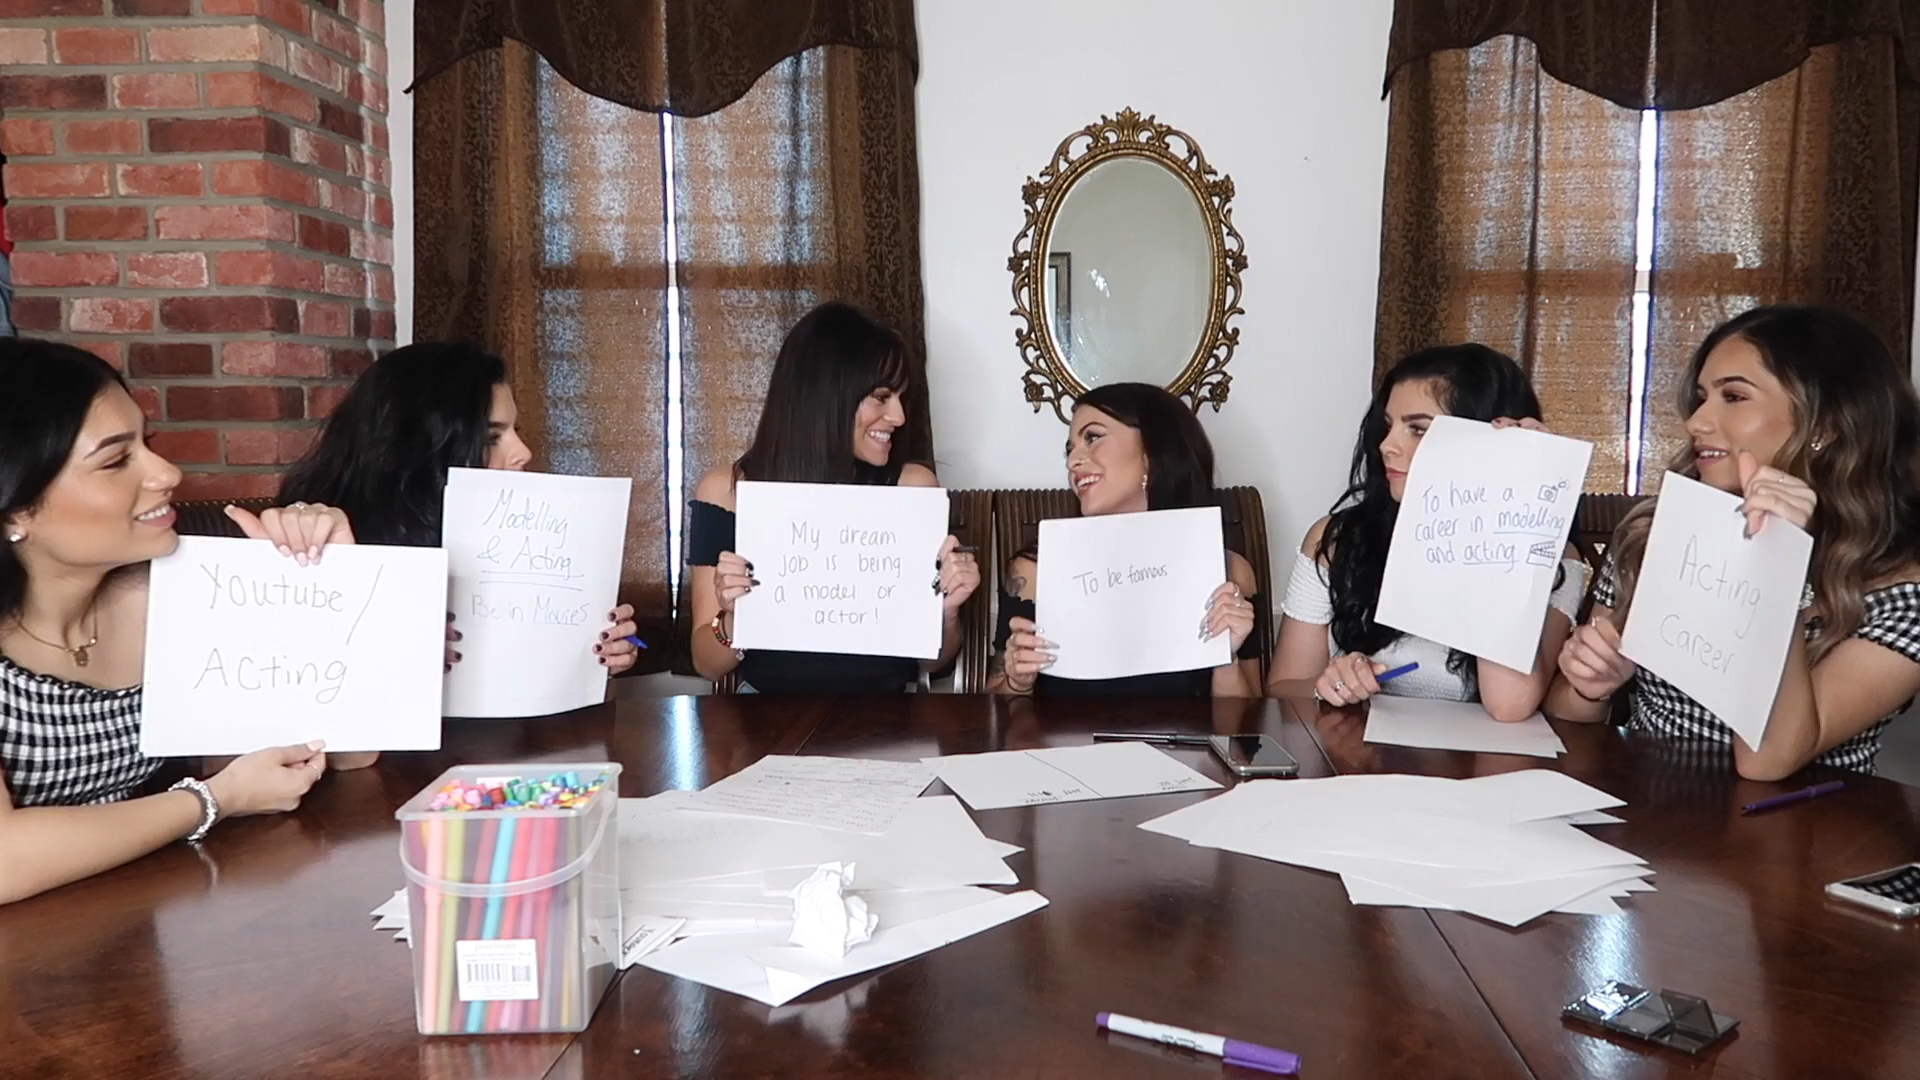 Youtube/
Acting
Modelling
& Acting
Be in Movies
My dream
job is being
a model or
actor!
To be famous
To have a
career in modelling
and acting
Acting
career